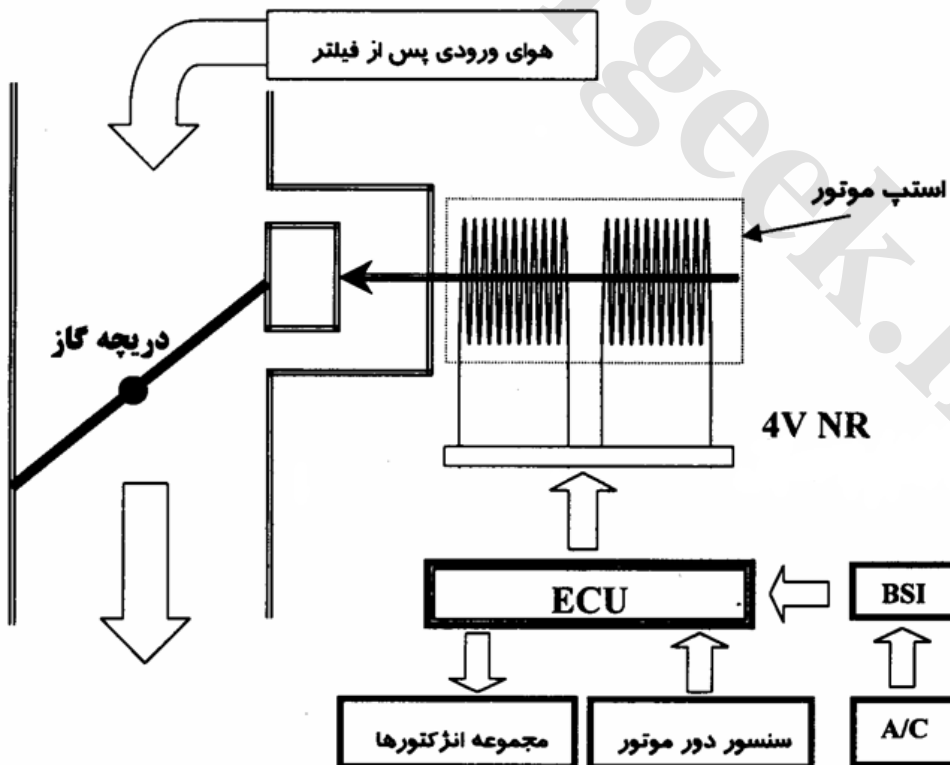 هوای ورودی پس از فیلتر
استپ موتور
دریچه گاز
4V NR
ECU
BSI
مجموعه انژکتورها
سنسور دور موتور
A/C